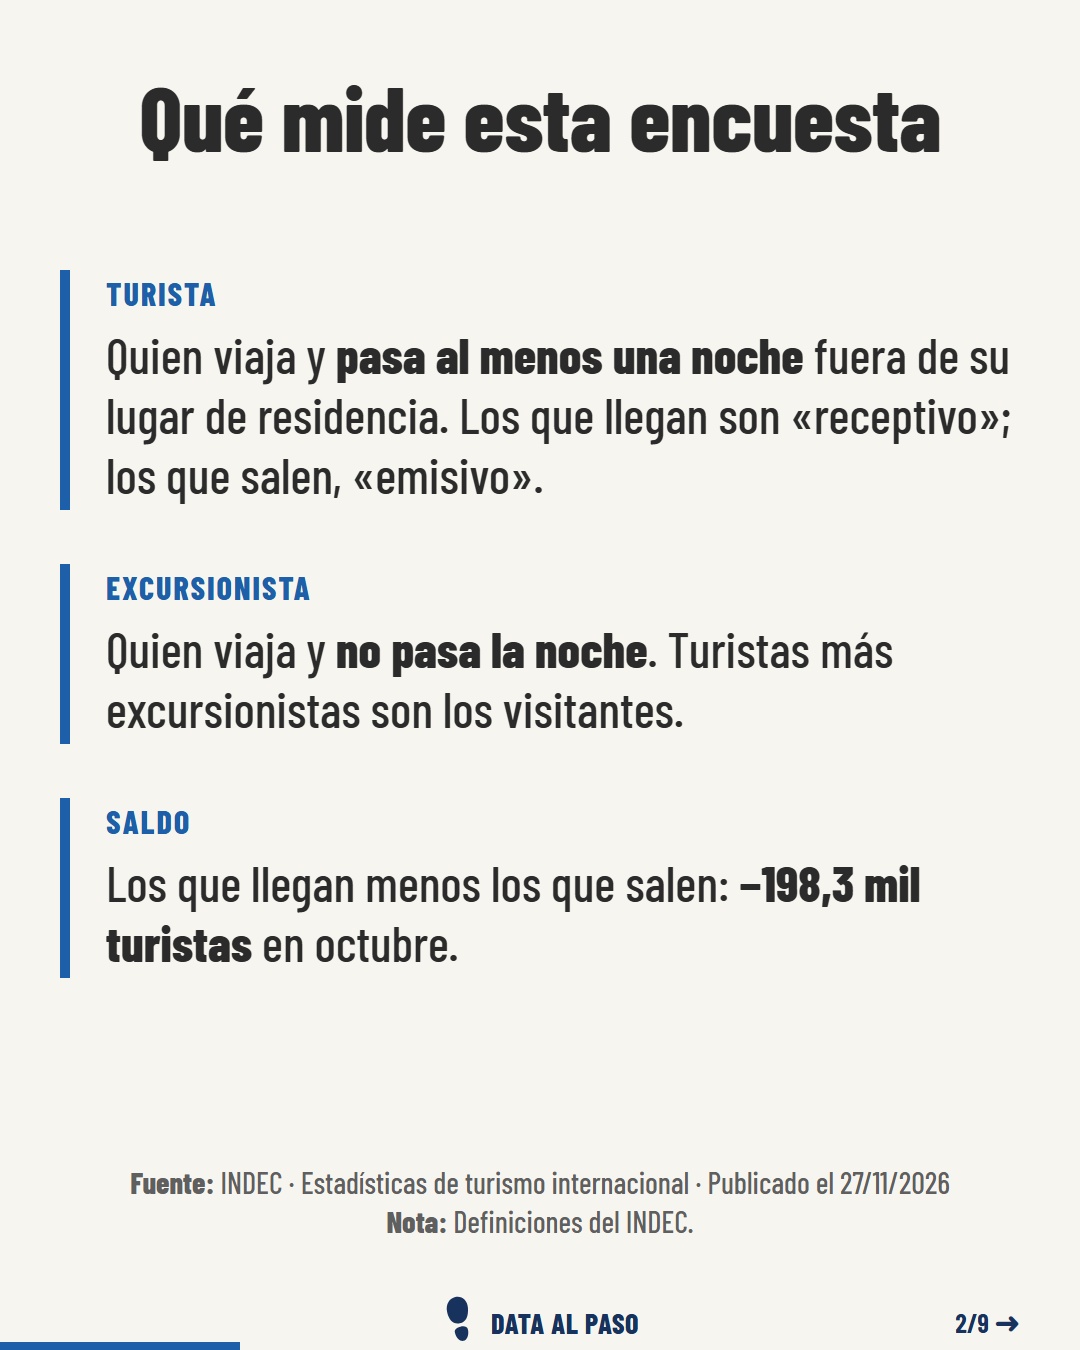 Qué mide esta encuesta
TURISTA
Quien viaja y pasa al menos una noche fuera de su
lugar de residencia. Los que llegan son «receptivo»;
los que salen, «emisivo».
EXCURSIONISTA
Quien viaja y no pasa la noche. Turistas más
excursionistas son los visitantes.
SALDO
Los que llegan menos los que salen: −198,3 mil
turistas en octubre.
Fuente: INDEC · Estadísticas de turismo internacional · Publicado el 27/11/2026
Nota: Definiciones del INDEC.
DATA AL PASO
2/9 →